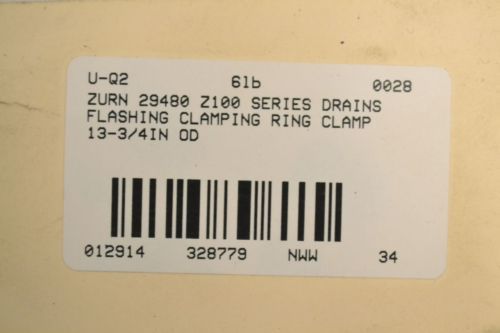 U-Q2 6lb 0028
ZURN 29480 Z100 SERIES DRAINS
FLASHING CLAMPING RING CLAMP
13-3/4IN OD
012914 328779 NWW 34